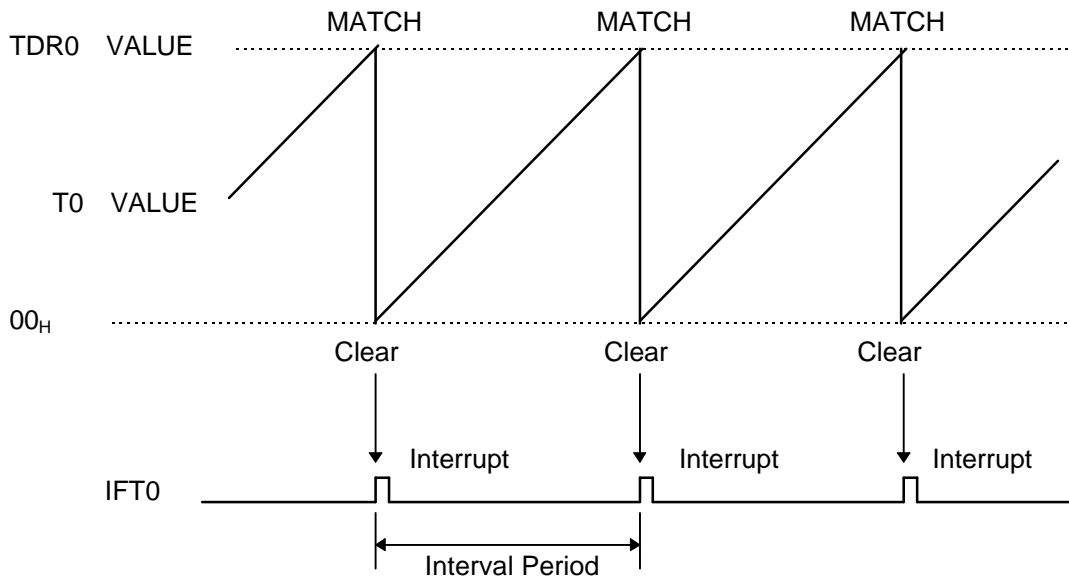 MATCH MATCH MATCH
TDR0 VALUE
T0 VALUE
00H
Clear Clear Clear
Interrupt Interrupt Interrupt
IFT0
Interval Period